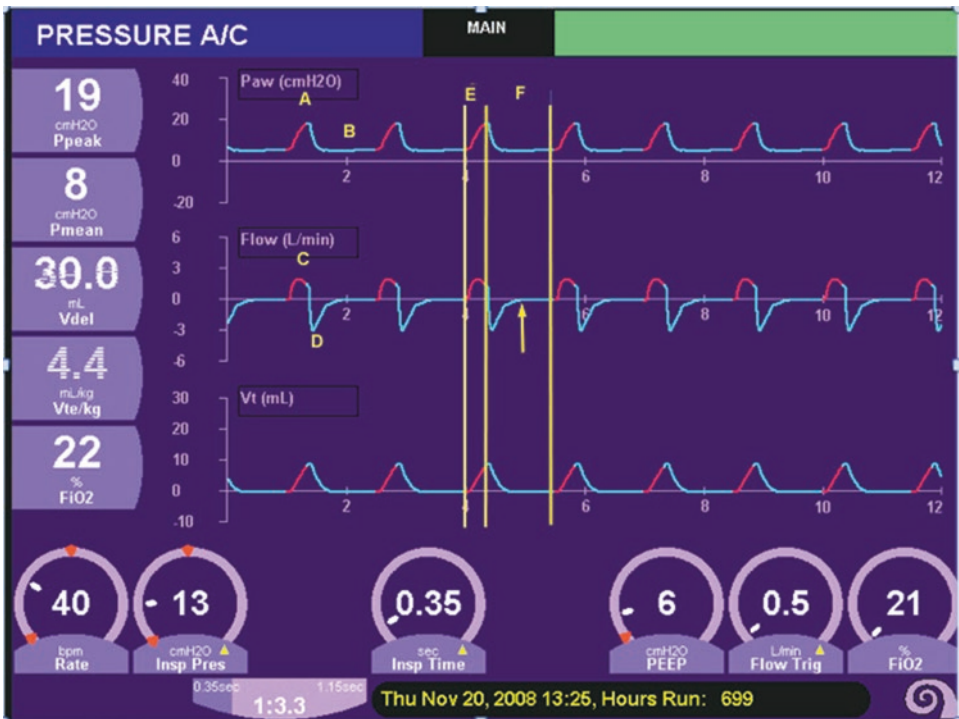 PRESSURE A/C
MAIN
19
cmH2O
Ppeak
8
cmH2O
Pmean
30.0
mL
Vdel
4.4
mL/kg
Vte/kg
22
%
FiO2
Paw (cmH2O)
40
20
0
-20
A
B
E
F
2
4
6
8
10
12
Flow (L/min)
6
3
0
-3
-6
C
D
2
4
6
8
10
12
Vt (mL)
30
20
10
0
-10
2
4
6
8
10
12
40
bpm
Rate
13
cmH2O
Insp Pres
0.35
sec
Insp Time
6
cmH2O
PEEP
0.5
L/min
Flow Trig
21
%
FiO2
0.35sec 1.15sec
1:3.3
Thu Nov 20, 2008 13:25, Hours Run: 699